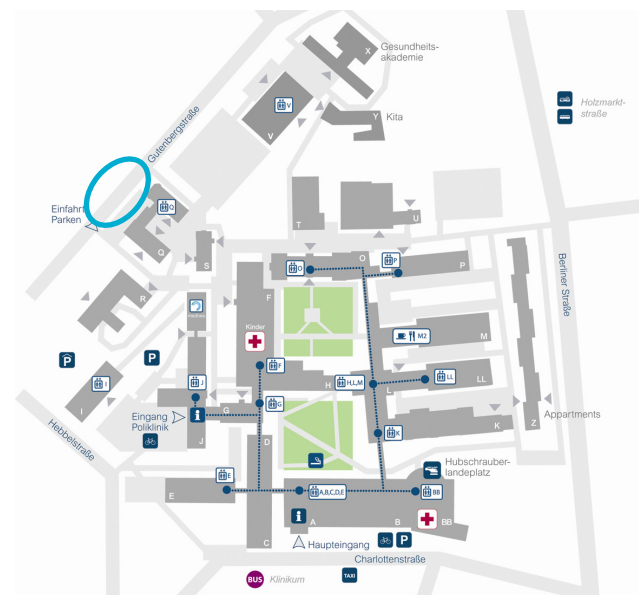 X
Gesundheits-
akademie
V
V
Y
Kita
Holzmarkt-
straße
Gutenbergstraße
Einfahrt
Parken
Q
Q
T
U
S
O
O
P
P
R
F
Berliner Straße
Kinder
M2
M
P
P
I
I
J
F
H
H,L,M
L
LL
LL
Eingang
Poliklinik
i
G
G
J
D
K
K
Z
Appartments
Hebbelstraße
Hubschrauber-
landeplatz
E
E
A,B,C,D,E
BB
i
A
B
BB
C
Haupteingang
P
Charlottenstraße
BUS
Klinikum
TAXI